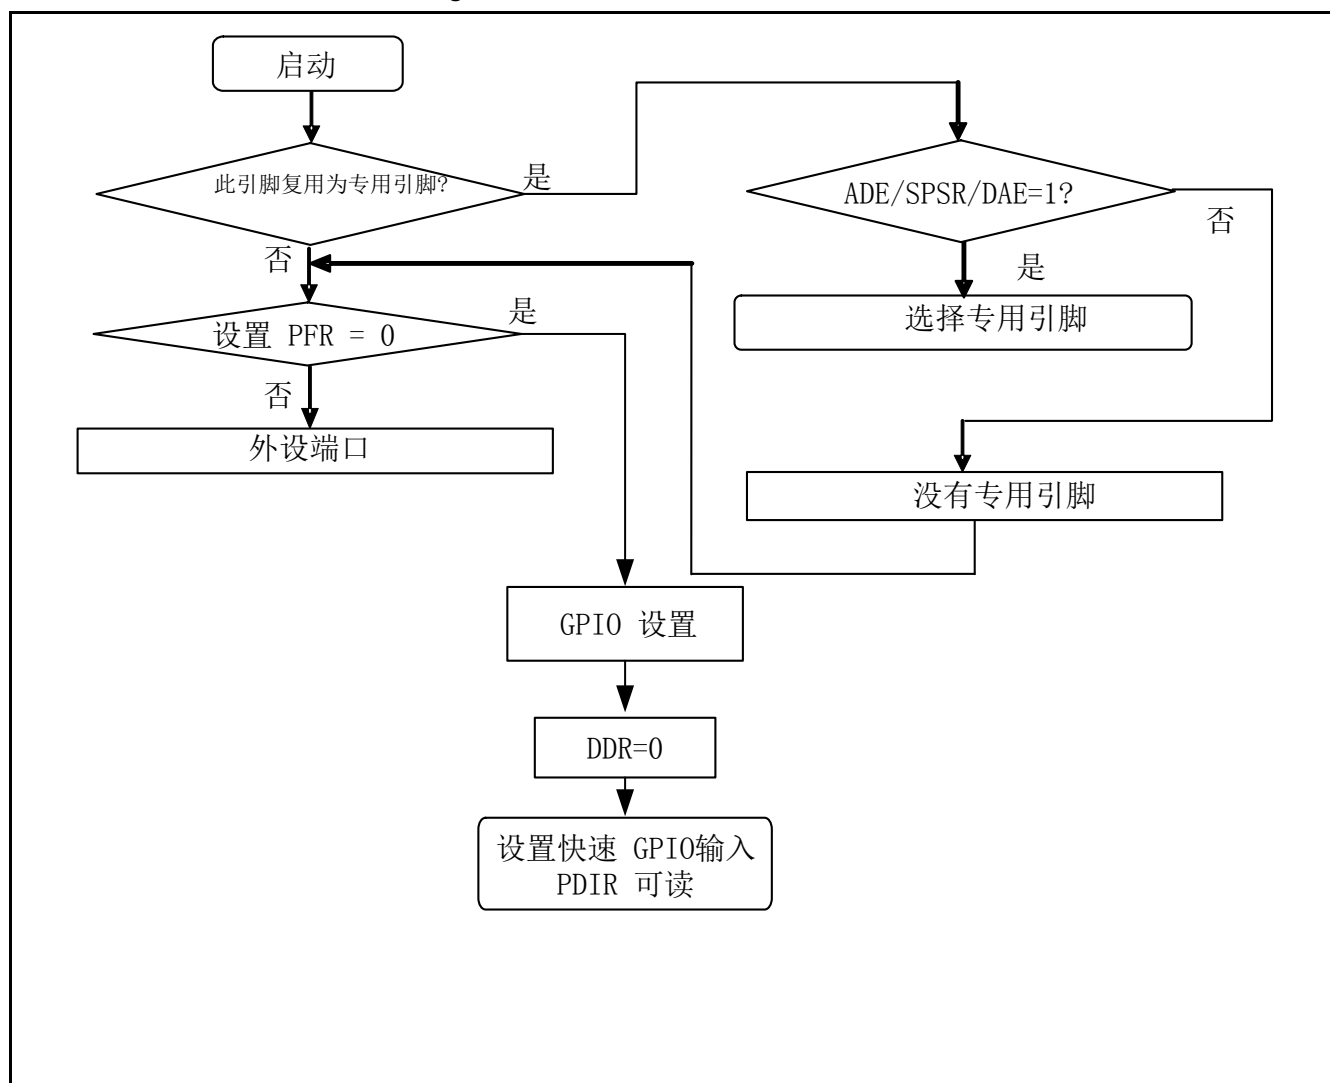 启动
此引脚复用为专用引脚?
是
ADE/SPSR/DAE=1?
否
否
是
选择专用引脚
设置 PFR = 0
是
否
外设端口
没有专用引脚
GPIO 设置
DDR=0
设置快速 GPIO输入
PDIR 可读